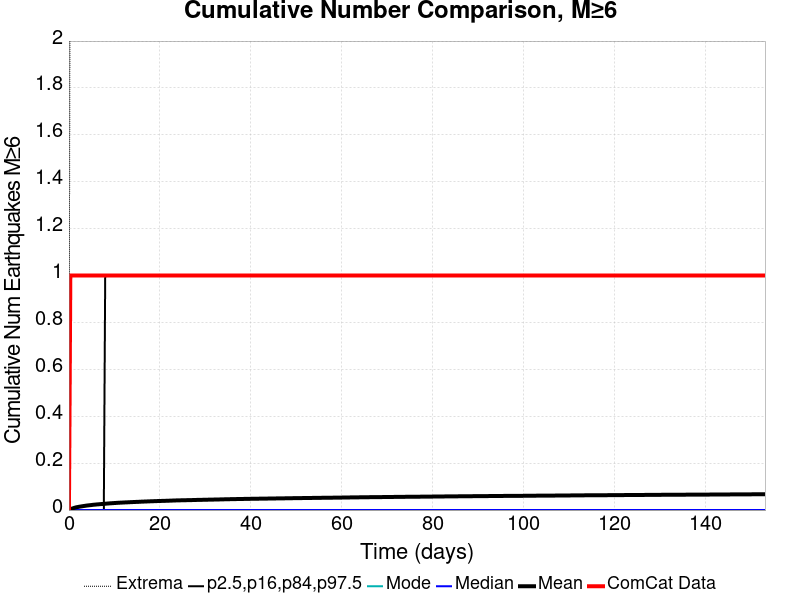 Cumulative Number Comparison, M≥6
Cumulative Num Earthquakes M≥6
2
1.8
1.6
1.4
1.2
1
0.8
0.6
0.4
0.2
0
0 20 40 60 80 100 120 140
Time (days)
Extrema p2.5,p16,p84,p97.5 Mode Median Mean ComCat Data